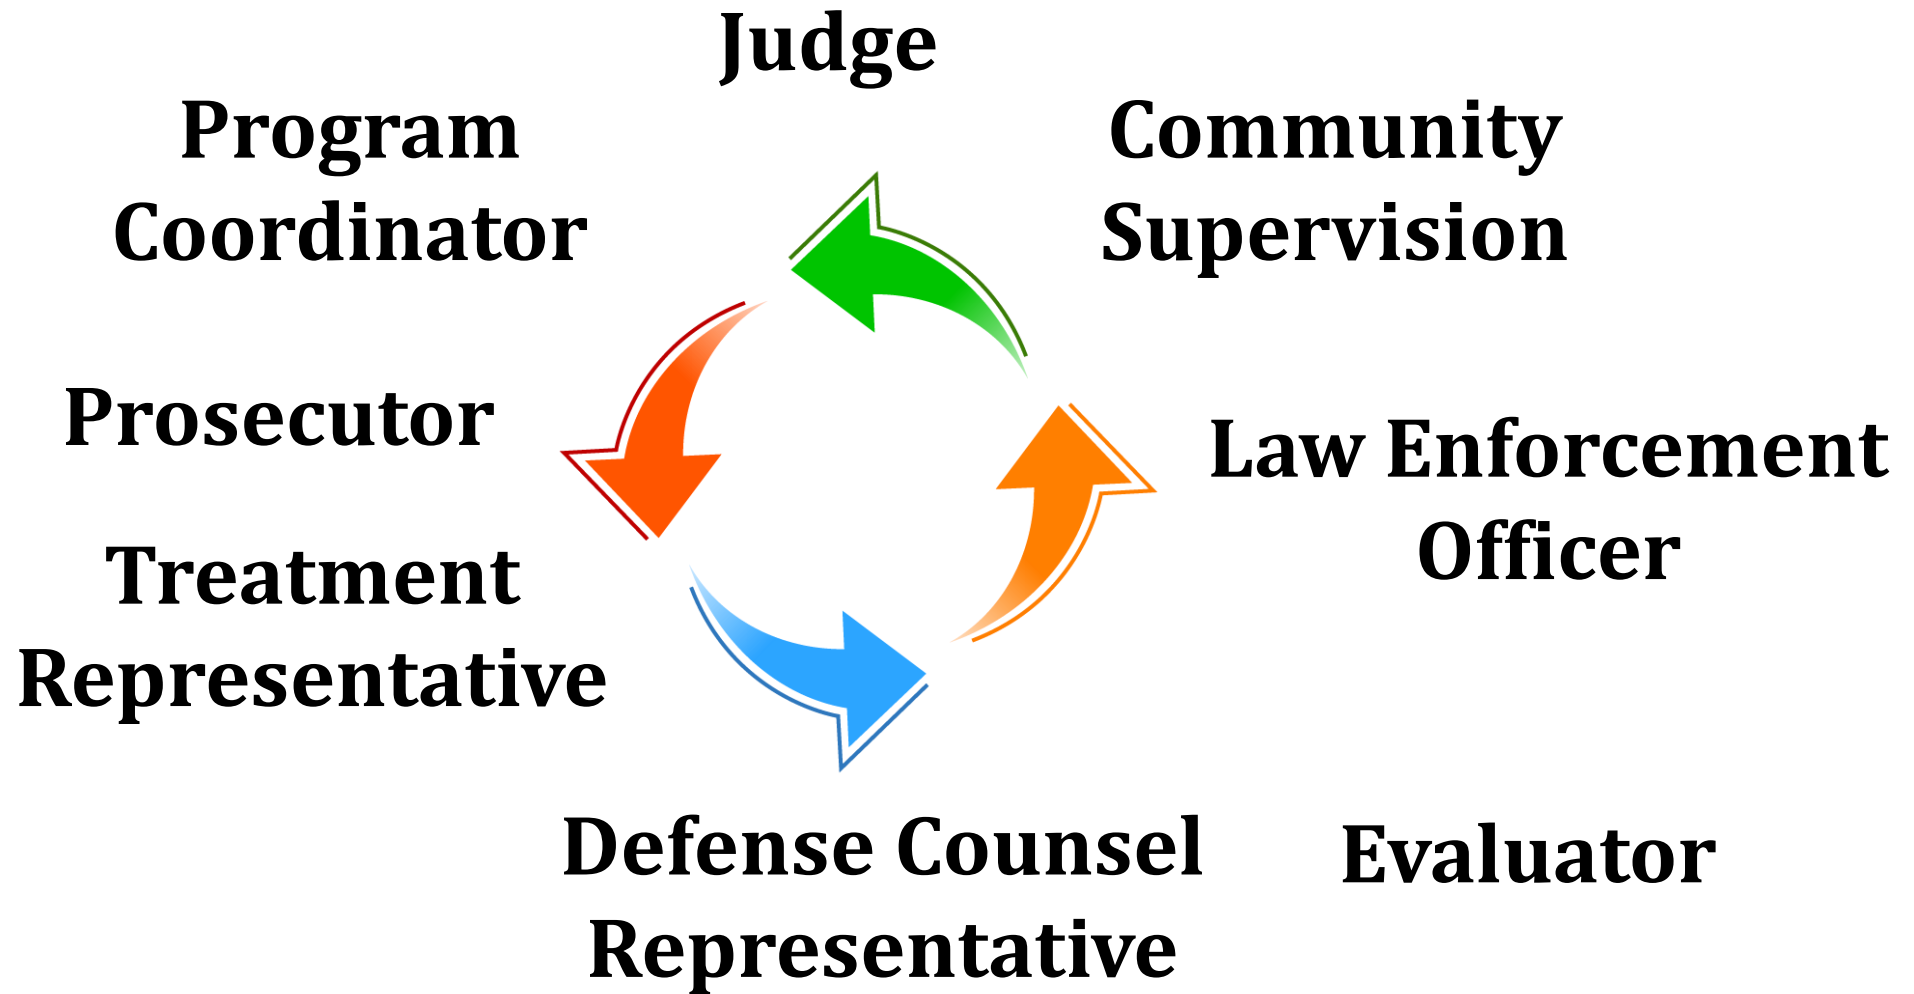 Judge
Program
Coordinator
Community
Supervision
Prosecutor
Law Enforcement
Officer
Treatment
Representative
Defense Counsel
Representative
Evaluator